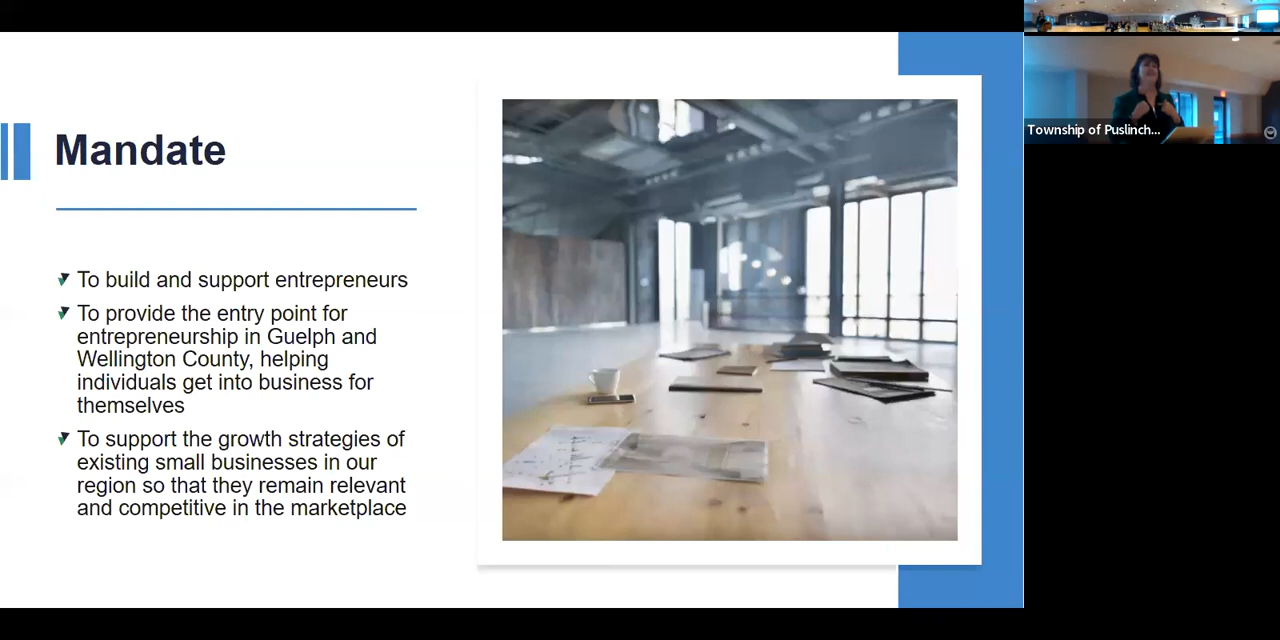 Mandate
To build and support entrepreneurs
To provide the entry point for
entrepreneurship in Guelph and
Wellington County, helping
individuals get into business for
themselves
To support the growth strategies of
existing small businesses in our
region so that they remain relevant
and competitive in the marketplace
Township of Puslinch...